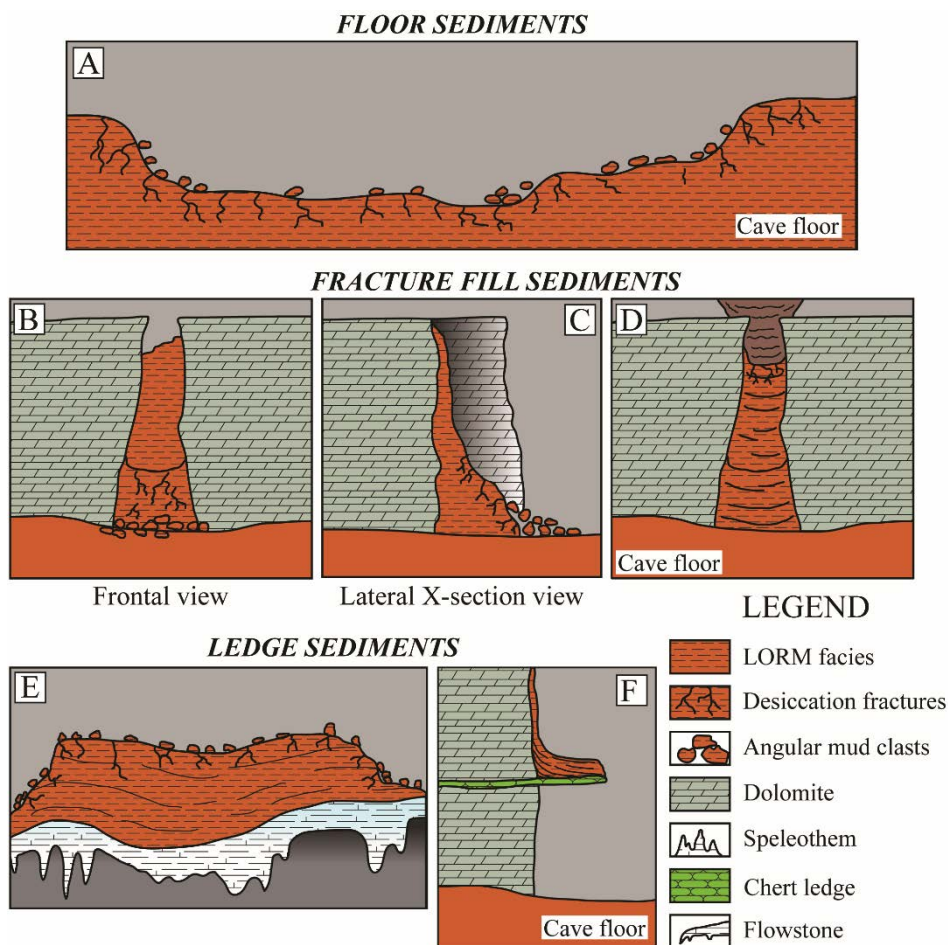 FLOOR SEDIMENTS
A
Cave floor
FRACTURE FILL SEDIMENTS
B
C
D
Cave floor
Frontal view
Lateral X-section view
LEDGE SEDIMENTS
E
F
Cave floor
LEGEND
LORM facies
Desiccation fractures
Angular mud clasts
Dolomite
Speleothem
Chert ledge
Flowstone